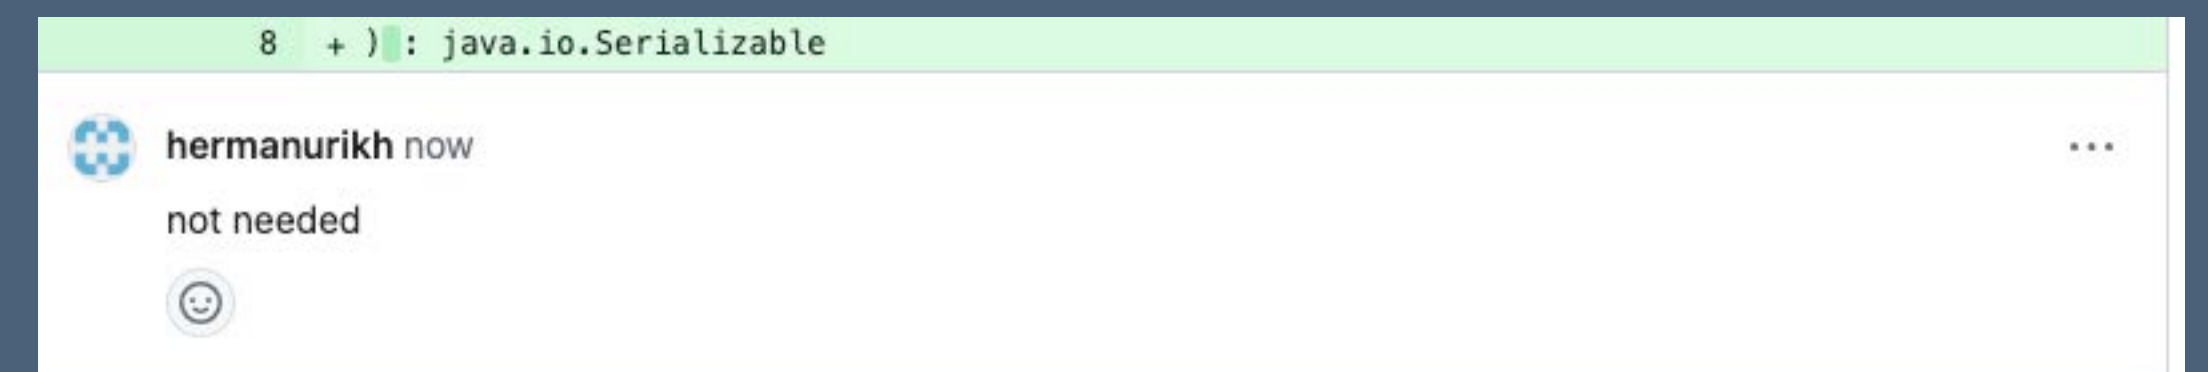 8 + ) : java.io.Serializable
hermanurikh now
not needed